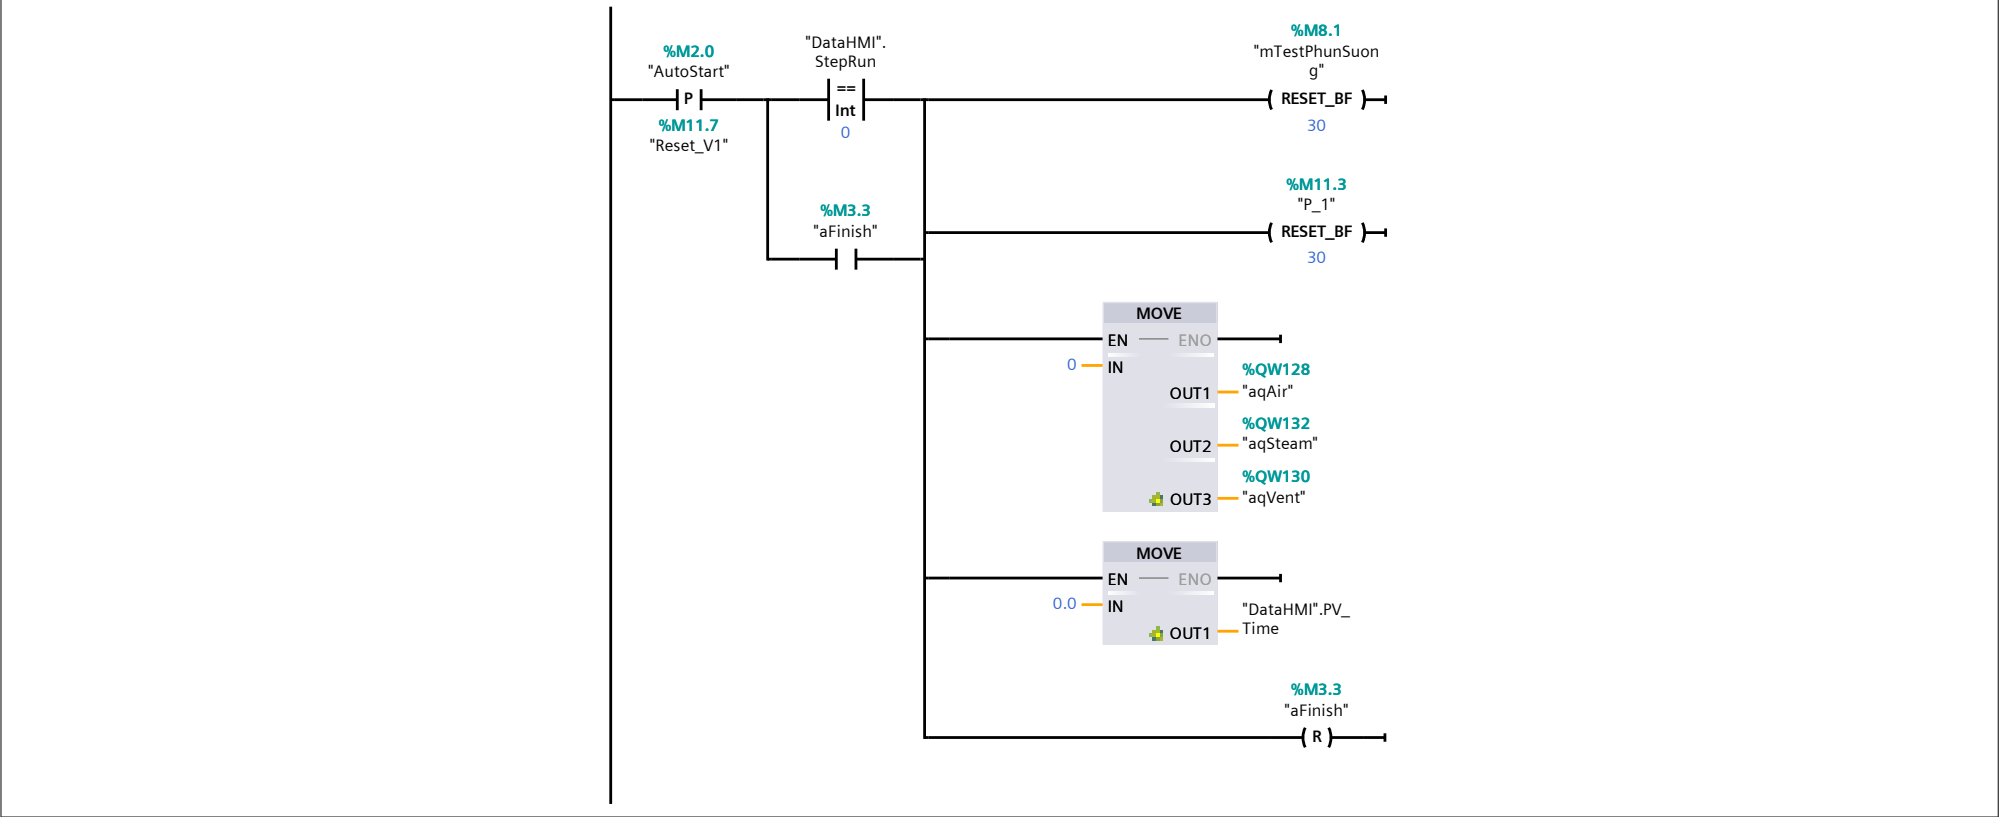 %M2.0
"AutoStart"
P
%M11.7
"Reset_V1"
"DataHMI".
StepRun
==
Int
0
%M3.3
"aFinish"
%M8.1
"mTestPhunSuon
g"
RESET_BF
30
%M11.3
"P_1"
RESET_BF
30
MOVE
EN ENO
0 IN
%QW128
OUT1 "aqAir"
%QW132
OUT2 "aqSteam"
%QW130
OUT3 "aqVent"
MOVE
EN ENO
0.0 IN
"DataHMI".PV_
OUT1 Time
%M3.3
"aFinish"
R